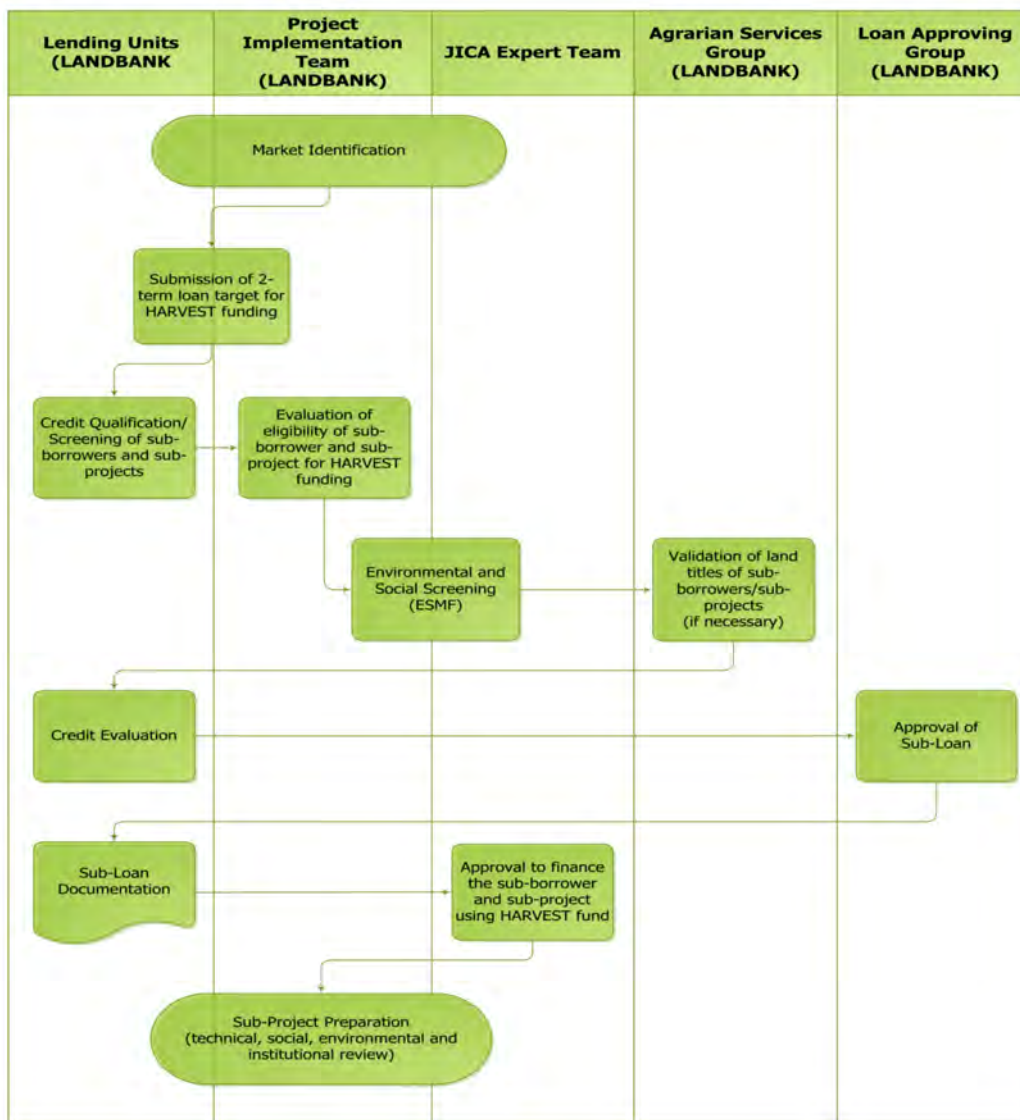 Lending Units
(LANDBANK
Project
Implementation
Team
(LANDBANK)
JICA Expert Team
Agrarian Services
Group
(LANDBANK)
Loan Approving
Group
(LANDBANK)
Market Identification
Submission of 2-
term loan target for
HARVEST funding
Credit Qualification/
Screening of sub-
borrowers and sub-
projects
Evaluation of
eligibility of sub-
borrower and sub-
project for HARVEST
funding
Environmental and
Social Screening
(ESMF)
Validation of land
titles of sub-
borrowers/sub-
projects
(if necessary)
Credit Evaluation
Approval of
Sub-Loan
Sub-Loan
Documentation
Approval to finance
the sub-borrower
and sub-project
using HARVEST fund
Sub-Project Preparation
(technical, social, environmental and
institutional review)